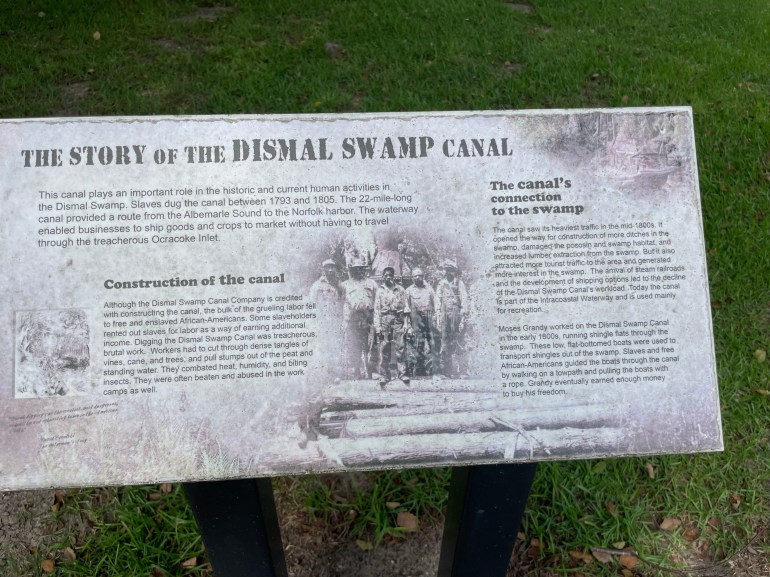 THE STORY OF THE DISMAL SWAMP CANAL
This canal plays an important role in the historic and current human activities in
the Dismal Swamp. Slaves dug the canal between 1793 and 1805. The 22-mile-long
canal provided a route from the Albemarle Sound to the Norfolk harbor. The waterway
enabled businesses to ship goods and crops to market without having to travel
through the treacherous Ocracoke Inlet.
Construction of the canal
Although the Dismal Swamp Canal Company is credited
with constructing the canal, the bulk of the grueling labor fell
to free and enslaved African-Americans. Some slaveholders
rented out slaves for labor as a way of earning additional
income. Digging the Dismal Swamp Canal was treacherous,
brutal work. Workers had to cut through dense tangles of
vines, cane, and trees, and pull stumps out of the peat and
standing water. They combated heat, humidity, and biting
insects. They were often beaten and abused in the work
camps as well.
The canal's
connection
to the swamp
The canal saw its heaviest traffic in the mid-1800s. It
opened the way for construction of more ditches in the
swamp, damaged the pocosin and swamp habitat, and
increased lumber extraction from the swamp. But it also
attracted more tourist traffic to the area and generated
more interest in the swamp. The arrival of steam railroads
and the development of shipping options led to the decline
of the Dismal Swamp Canal's workload. Today the canal
is part of the Intracoastal Waterway and is used mainly
for recreation.
Moses Grandy worked on the Dismal Swamp Canal
in the early 1800s, running shingle flats through the
swamp. These low, flat-bottomed boats were used to
transport shingles out of the swamp. Slaves and free
African-Americans guided the boats through the canal
by walking on a towpath and pulling the boats with
a rope. Grandy eventually earned enough money
to buy his freedom.